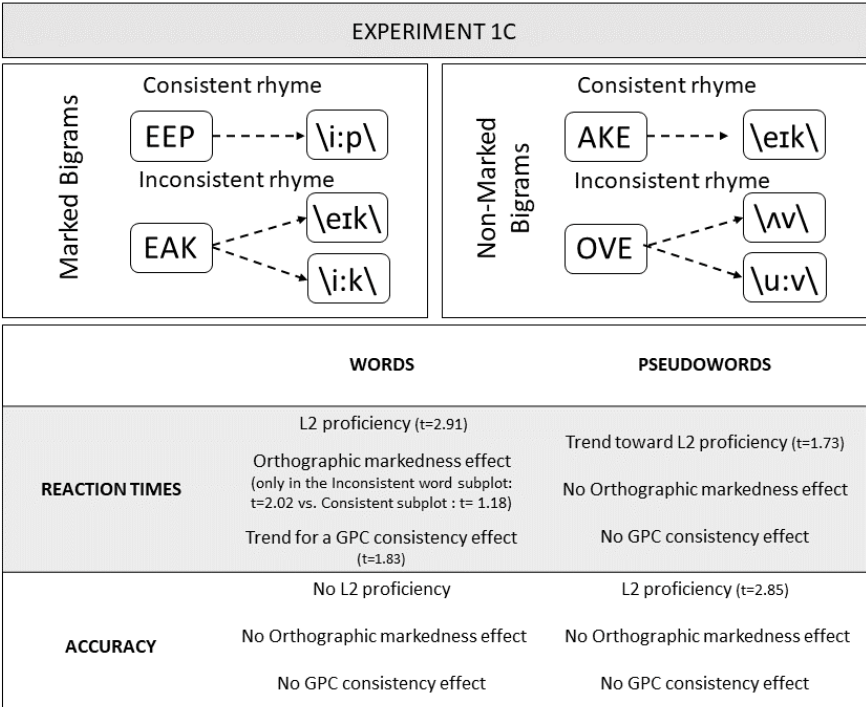 EXPERIMENT 1C
Marked Bigrams
Consistent rhyme
EEP
\i:p\
Inconsistent rhyme
EAK
\eɪk\
\i:k\
Non-Marked
Bigrams
Consistent rhyme
AKE
\eɪk\
Inconsistent rhyme
OVE
\ʌv\
\u:v\
WORDS
PSEUDOWORDS
REACTION TIMES
L2 proficiency (t=2.91)
Orthographic markedness effect
(only in the Inconsistent word subplot:
t=2.02 vs. Consistent subplot : t= 1.18)
Trend for a GPC consistency effect
(t=1.83)
Trend toward L2 proficiency (t=1.73)
No Orthographic markedness effect
No GPC consistency effect
ACCURACY
No L2 proficiency
No Orthographic markedness effect
No GPC consistency effect
L2 proficiency (t=2.85)
No Orthographic markedness effect
No GPC consistency effect